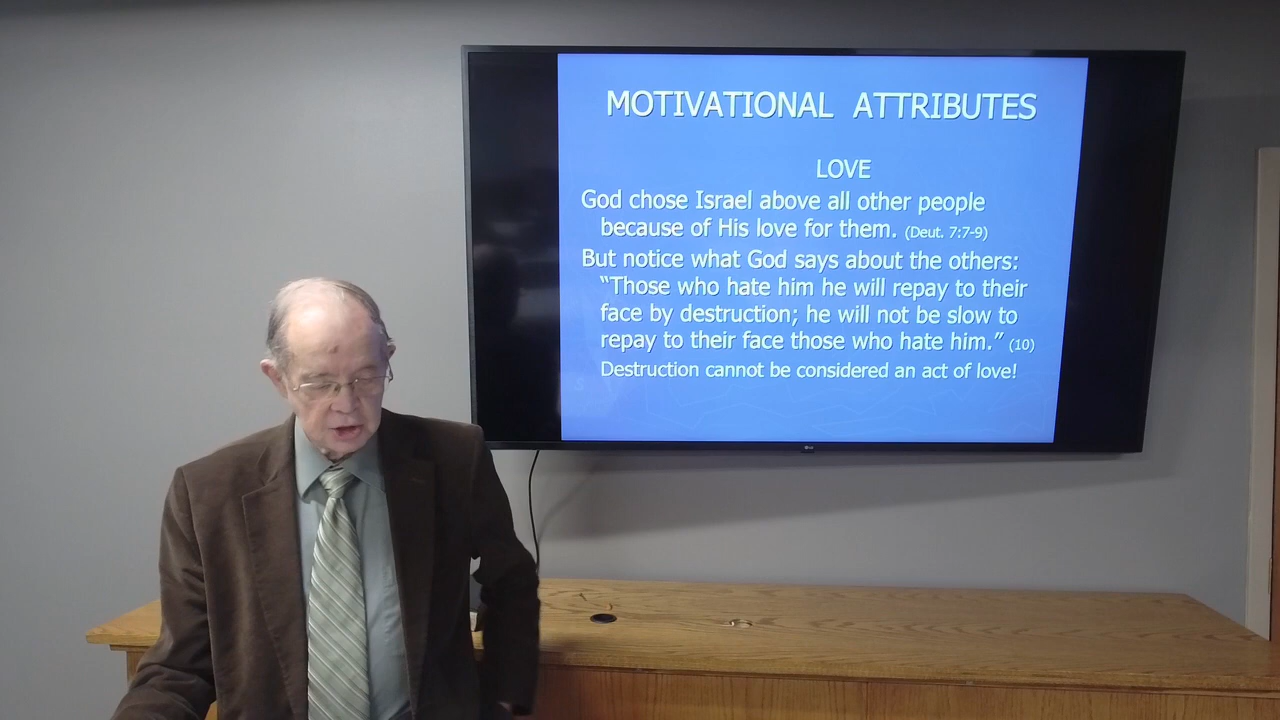 MOTIVATIONAL ATTRIBUTES
LOVE
God chose Israel above all other people
because of His love for them. (Deut. 7:7-9)
But notice what God says about the others:
“Those who hate him he will repay to their
face by destruction; he will not be slow to
repay to their face those who hate him.” (10)
Destruction cannot be considered an act of love!
LG